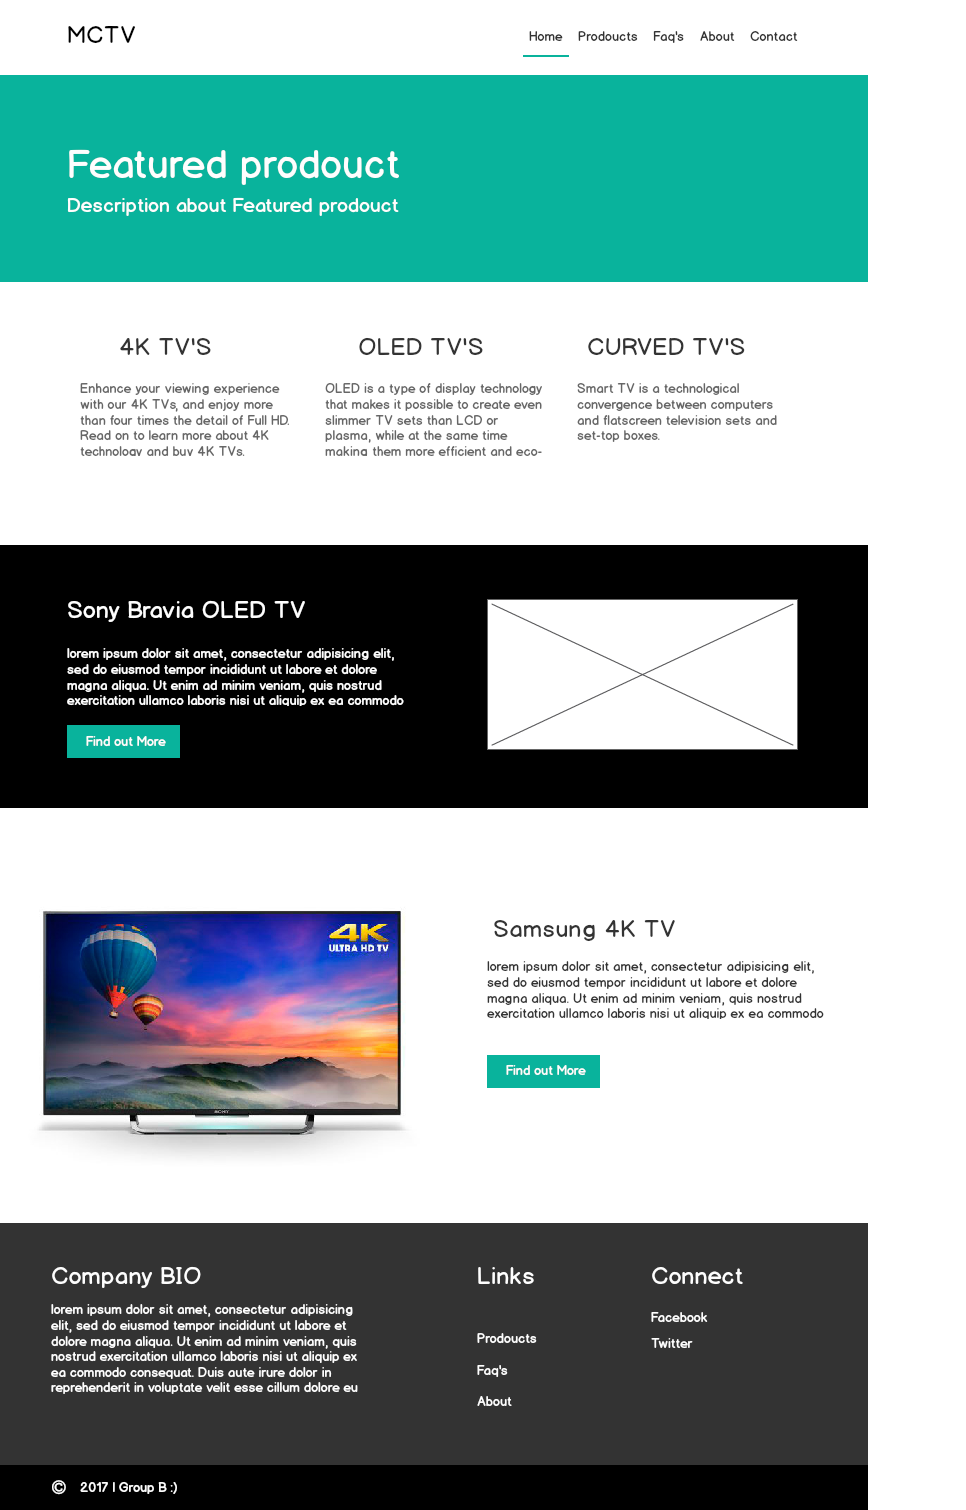 MCTV
Home Prodoucts Faq's About Contact
Featured prodouct
Description about Featured prodouct
4K TV'S
Enhance your viewing experience
with our 4K TVs, and enjoy more
than four times the detail of Full HD.
Read on to learn more about 4K
technology and buy 4K TVs.
OLED TV'S
OLED is a type of display technology
that makes it possible to create even
slimmer TV sets than LCD or
plasma, while at the same time
making them more efficient and eco-
CURVED TV'S
Smart TV is a technological
convergence between computers
and flatscreen television sets and
set-top boxes.
Sony Bravia OLED TV
lorem ipsum dolor sit amet, consectetur adipisicing elit,
sed do eiusmod tempor incididunt ut labore et dolore
magna aliqua. Ut enim ad minim veniam, quis nostrud
exercitation ullamco laboris nisi ut aliquip ex ea commodo
Find out More
4K
ULTRA HD TV
SONY
Samsung 4K TV
lorem ipsum dolor sit amet, consectetur adipisicing elit,
sed do eiusmod tempor incididunt ut labore et dolore
magna aliqua. Ut enim ad minim veniam, quis nostrud
exercitation ullamco laboris nisi ut aliquip ex ea commodo
Find out More
Company BIO
lorem ipsum dolor sit amet, consectetur adipisicing
elit, sed do eiusmod tempor incididunt ut labore et
dolore magna aliqua. Ut enim ad minim veniam, quis
nostrud exercitation ullamco laboris nisi ut aliquip ex
ea commodo consequat. Duis aute irure dolor in
reprehenderit in voluptate velit esse cillum dolore eu
Links
Prodoucts
Faq's
About
Connect
Facebook
Twitter
© 2017 | Group B :)